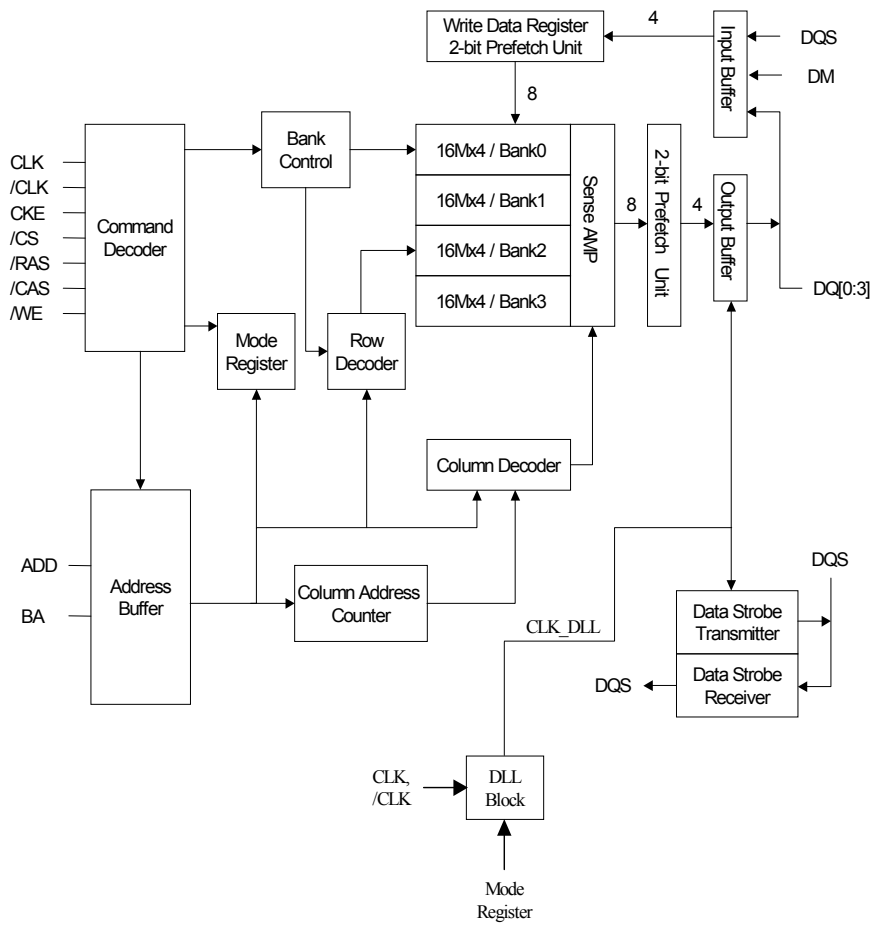 Write Data Register
2-bit Prefetch Unit
4
Input Buffer
DQS
DM
8
Bank
Control
16Mx4 / Bank0
16Mx4 / Bank1
16Mx4 / Bank2
16Mx4 / Bank3
Sense AMP
8
2-bit Prefetch Unit
4
Output Buffer
DQ[0:3]
CLK
/CLK
CKE
/CS
/RAS
/CAS
/WE
Command
Decoder
Mode
Register
Row
Decoder
Column Decoder
ADD
BA
Address
Buffer
Column Address
Counter
CLK_DLL
DQS
Data Strobe
Transmitter
Data Strobe
Receiver
DQS
CLK,
/CLK
DLL
Block
Mode
Register